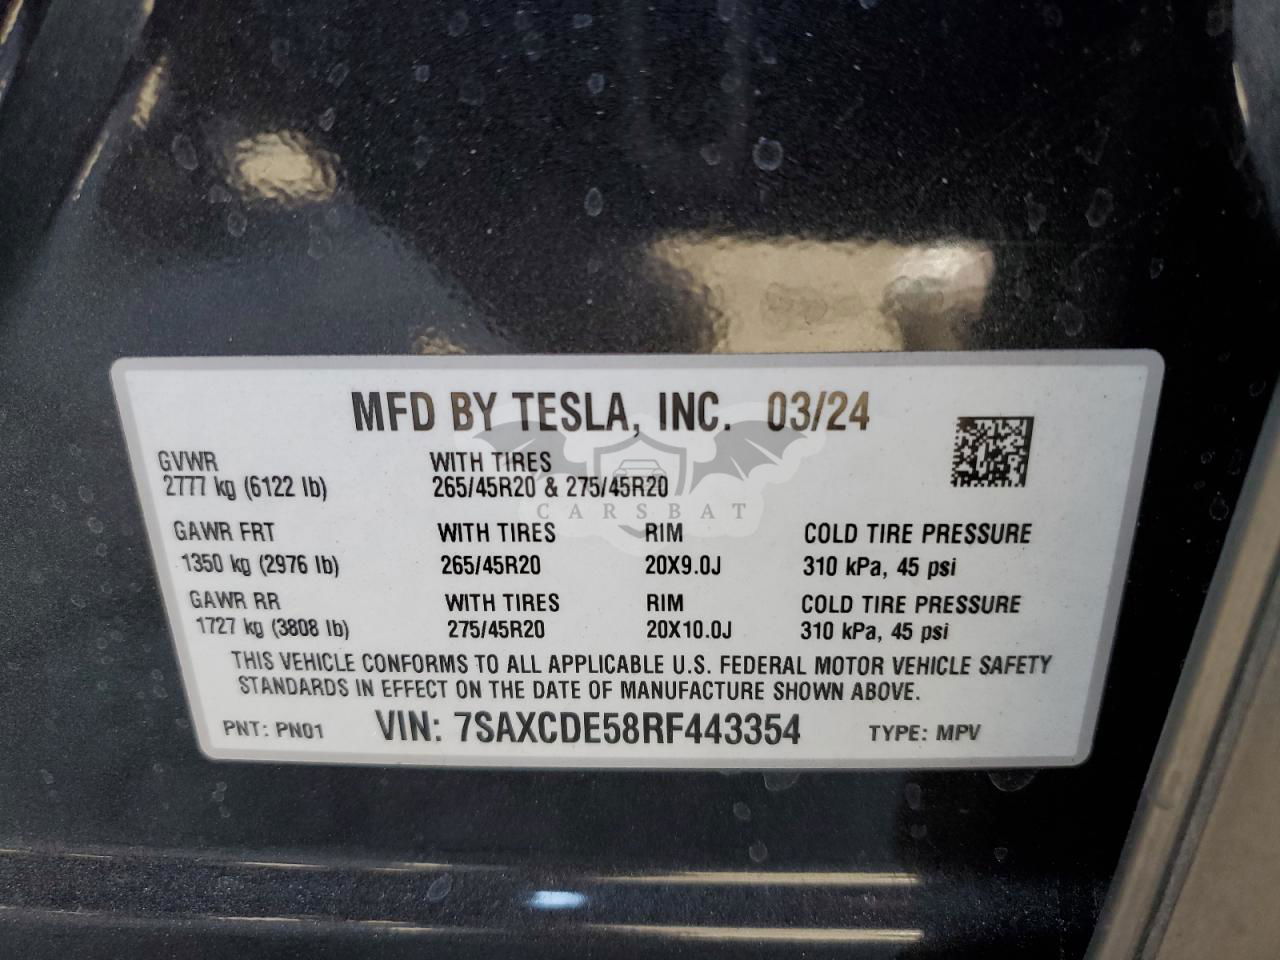 MFD BY TESLA, INC. 03/24
GVWR WITH TIRES
2777 kg (6122 lb) 265/45R20 & 275/45R20
CARSBAT
GAWR FRT WITH TIRES RIM COLD TIRE PRESSURE
1350 kg (2976 lb) 265/45R20 20X9.0J 310 kPa, 45 psi
GAWR RR WITH TIRES RIM COLD TIRE PRESSURE
1727 kg (3808 lb) 275/45R20 20X10.0J 310 kPa, 45 psi
THIS VEHICLE CONFORMS TO ALL APPLICABLE U.S. FEDERAL MOTOR VEHICLE SAFETY
STANDARDS IN EFFECT ON THE DATE OF MANUFACTURE SHOWN ABOVE.
PNT: PN01 VIN: 7SAXCDE58RF443354 TYPE: MPV